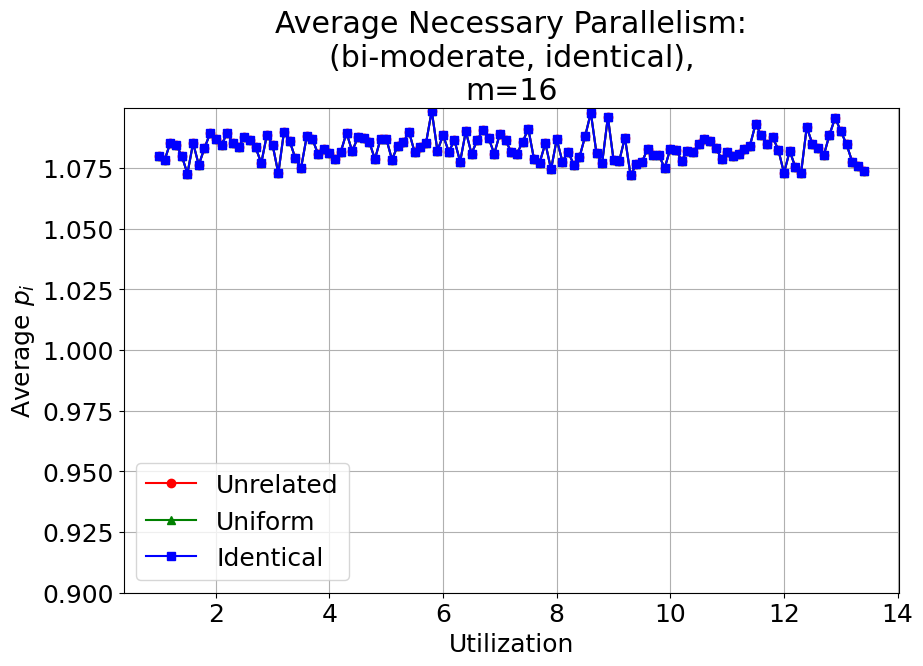 Average Necessary Parallelism:
(bi-moderate, identical),
m=16
Average $p_i$
1.075
1.050
1.025
1.000
0.975
0.950
0.925
0.900
Unrelated
Uniform
Identical
2 4 6 8 10 12 14
Utilization